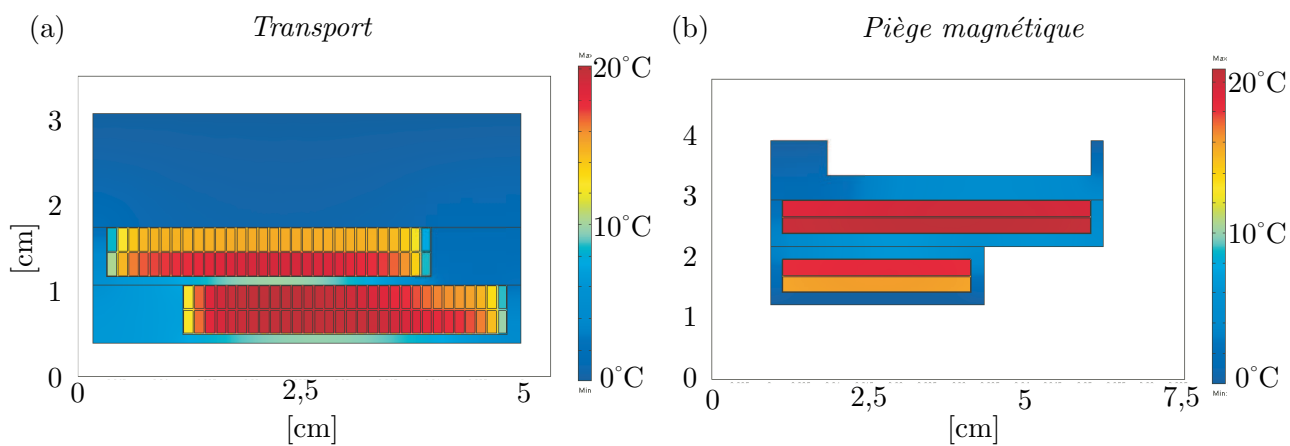 (a) Transport
Max
20°C
10°C
0°C
Min
3
2
1
0
[cm]
0 2,5 5
[cm]
(b) Piège magnétique
Max
20°C
10°C
0°C
Min:
4
3
2
1
0
0 2,5 5 7,5
[cm]